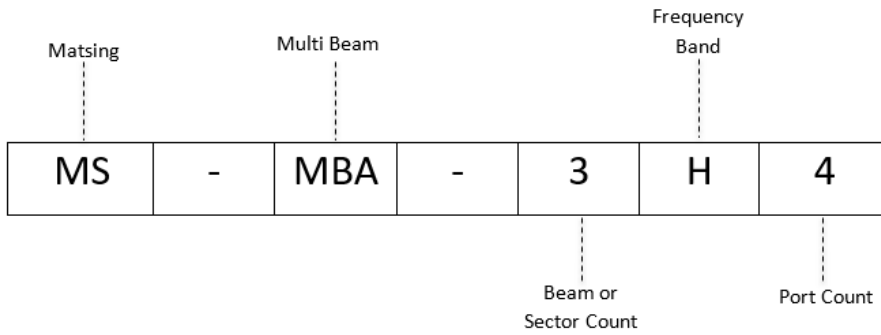 Frequency
Band
Matsing
Multi Beam
MS - MBA - 3 H 4
Beam or
Sector Count
Port Count